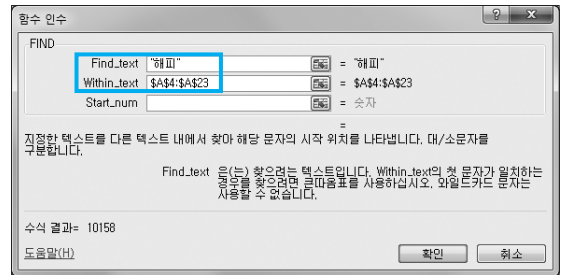 함수 인수
FIND
Find_text "해피" = "해피"
Within_text $A$4:$A$23 = $A$4:$A$23
Start_num = 숫자
=
지정한 텍스트를 다른 텍스트 내에서 찾아 해당 문자의 시작 위치를 나타냅니다. 대/소문자를
구분합니다.
Find_text 은(는) 찾으려는 텍스트입니다. Within_text의 첫 문자가 일치하는
경우를 찾으려면 큰따옴표를 사용하십시오. 와일드카드 문자는
사용할 수 없습니다.
수식 결과= 10158
도움말(H) 확인 취소